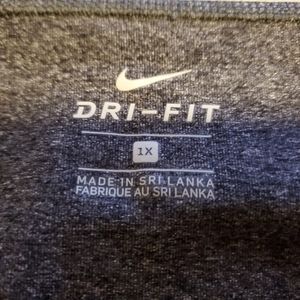 DRI-FIT
1X
MADE IN SRI LANKA
FABRIQUE AU SRI LANKA